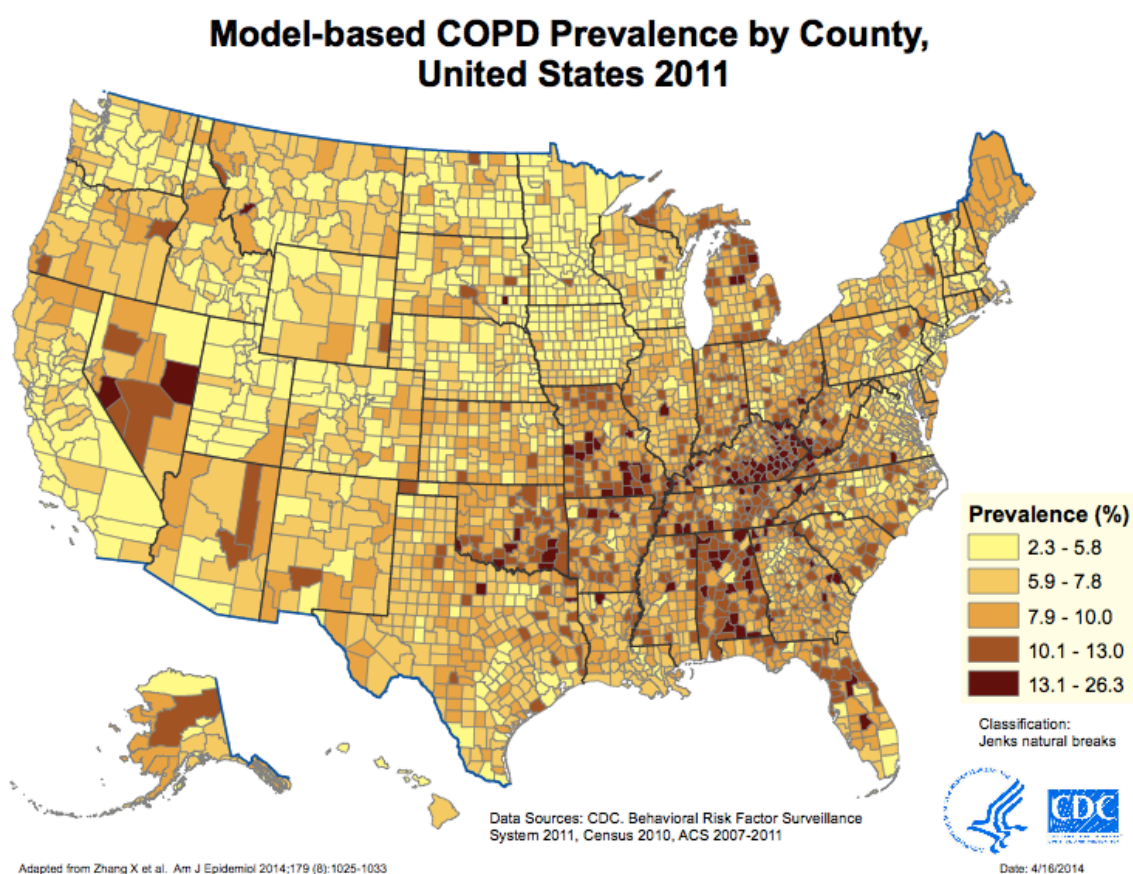 Model-based COPD Prevalence by County,
United States 2011
Prevalence (%)
2.3 - 5.8
5.9 - 7.8
7.9 - 10.0
10.1 - 13.0
13.1 - 26.3
Classification:
Jenks natural breaks
Data Sources: CDC. Behavioral Risk Factor Surveillance
System 2011, Census 2010, ACS 2007-2011
CDC
Adapted from Zhang X et al. Am J Epidemiol 2014;179 (8):1025-1033
Date: 4/16/2014